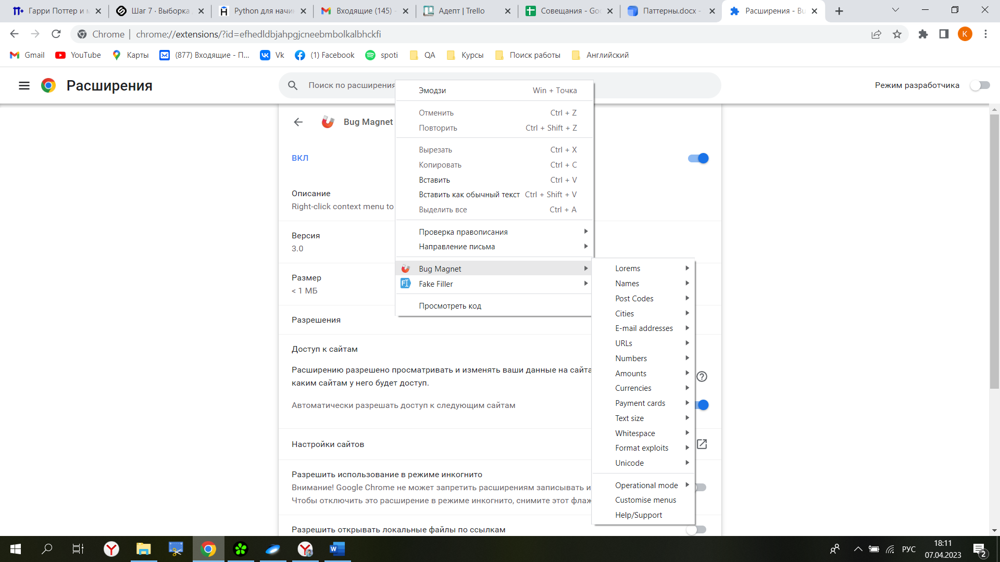 Гарри Поттер и м
Шаг 7 · Выборка
Python для начин
Входящие (145) -
Адепт | Trello
Совещания - Goo
Паттерны.docx -
Расширения - Bu
Chrome | chrome://extensions/?id=efhedldbjahpgjcneebmbolkalbhckfi
K
Gmail
YouTube
Карты
(877) Входящие - П...
Vk
(1) Facebook
spoti
QA
Курсы
Поиск работы
Английский
Расширения
Поиск по расширения
Режим разработчика
Bug Magnet
ВКЛ
Описание
Right-click context menu to
Версия
3.0
Размер
< 1 МБ
Разрешения
Доступ к сайтам
Расширению разрешено просматривать и изменять ваши данные на сайта
каким сайтам у него будет доступ.
Автоматически разрешать доступ к следующим сайтам
Настройки сайтов
Разрешить использование в режиме инкогнито
Внимание! Google Chrome не может запретить расширениям записывать и
Чтобы отключить это расширение в режиме инкогнито, снимите этот флаж
Разрешить открывать локальные файлы по ссылкам
Эмодзи Win + Точка
Отменить Ctrl + Z
Повторить Ctrl + Shift + Z
Вырезать Ctrl + X
Копировать Ctrl + C
Вставить Ctrl + V
Вставить как обычный текст Ctrl + Shift + V
Выделить все Ctrl + A
Проверка правописания
Направление письма
Bug Magnet
Fake Filler
Просмотреть код
Lorems
Names
Post Codes
Cities
E-mail addresses
URLs
Numbers
Amounts
Currencies
Payment cards
Text size
Whitespace
Format exploits
Unicode
Operational mode
Customise menus
Help/Support
РУС
18:11
07.04.2023
2